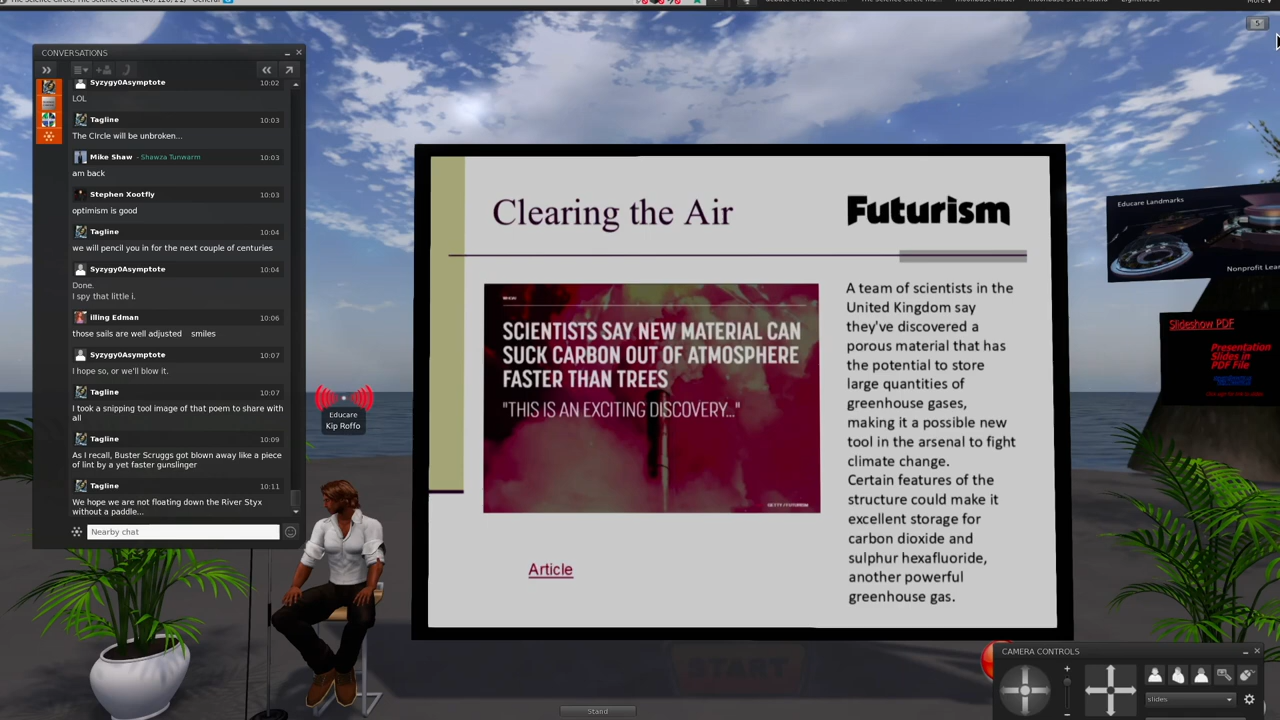 CONVERSATIONS
Syzygy0Asymptote 10:02
LOL
Tagline 10:03
The CIrcle will be unbroken...
Mike Shaw - Shawza Tunwarm 10:03
am back
Stephen Xootfly 10:03
optimism is good
Tagline 10:04
we will pencil you in for the next couple of centuries
Syzygy0Asymptote 10:04
Done.
I spy that little i.
illing Edman 10:06
those sails are well adjusted smiles
Syzygy0Asymptote 10:07
I hope so, or we'll blow it.
Tagline 10:07
I took a snipping tool image of that poem to share with
all
Tagline 10:09
As I recall, Buster Scruggs got blown away like a piece
of lint by a yet faster gunslinger
Tagline 10:11
We hope we are not floating down the River Styx
without a paddle...
Nearby chat
Educare
Kip Roffo
Clearing the Air
Futurism
SCIENTISTS SAY NEW MATERIAL CAN
SUCK CARBON OUT OF ATMOSPHERE
FASTER THAN TREES
"THIS IS AN EXCITING DISCOVERY..."
GETTY / FUTURISM
Article
A team of scientists in the
United Kingdom say
they've discovered a
porous material that has
the potential to store
large quantities of
greenhouse gases,
making it a possible new
tool in the arsenal to fight
climate change.
Certain features of the
structure could make it
excellent storage for
carbon dioxide and
sulphur hexafluoride,
another powerful
greenhouse gas.
5
Educare Landmarks
Nonprofit Lea
Slideshow PDF
Presentation
Slides in
PDF File
START
Stand
CAMERA CONTROLS
slides